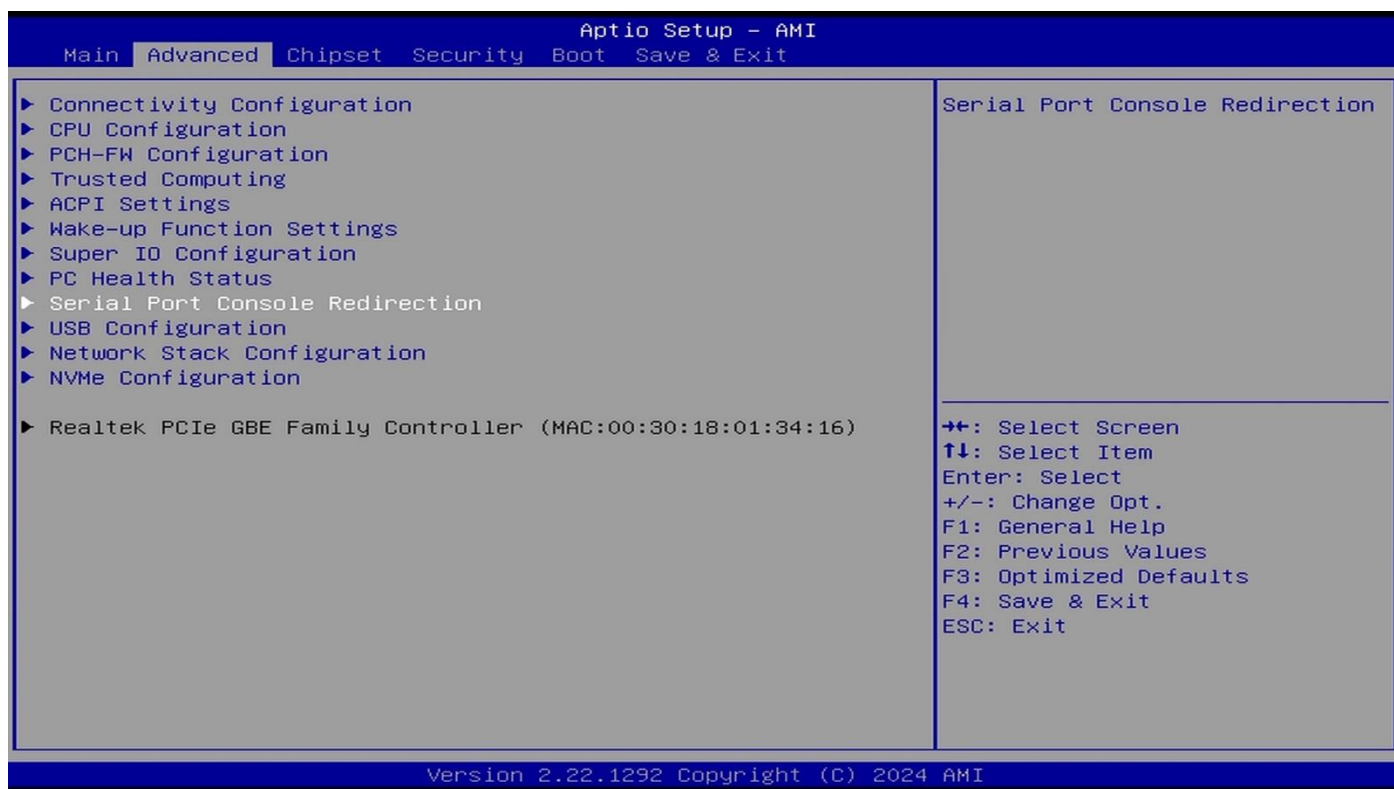 Aptio Setup – AMI
Main Advanced Chipset Security Boot Save & Exit
▶ Connectivity Configuration
▶ CPU Configuration
▶ PCH-FW Configuration
▶ Trusted Computing
▶ ACPI Settings
▶ Wake-up Function Settings
▶ Super IO Configuration
▶ PC Health Status
▶ Serial Port Console Redirection
▶ USB Configuration
▶ Network Stack Configuration
▶ NVMe Configuration
▶ Realtek PCIe GBE Family Controller (MAC:00:30:18:01:34:16)
Serial Port Console Redirection
→←: Select Screen
↑↓: Select Item
Enter: Select
+/-: Change Opt.
F1: General Help
F2: Previous Values
F3: Optimized Defaults
F4: Save & Exit
ESC: Exit
Version 2.22.1292 Copyright (C) 2024 AMI